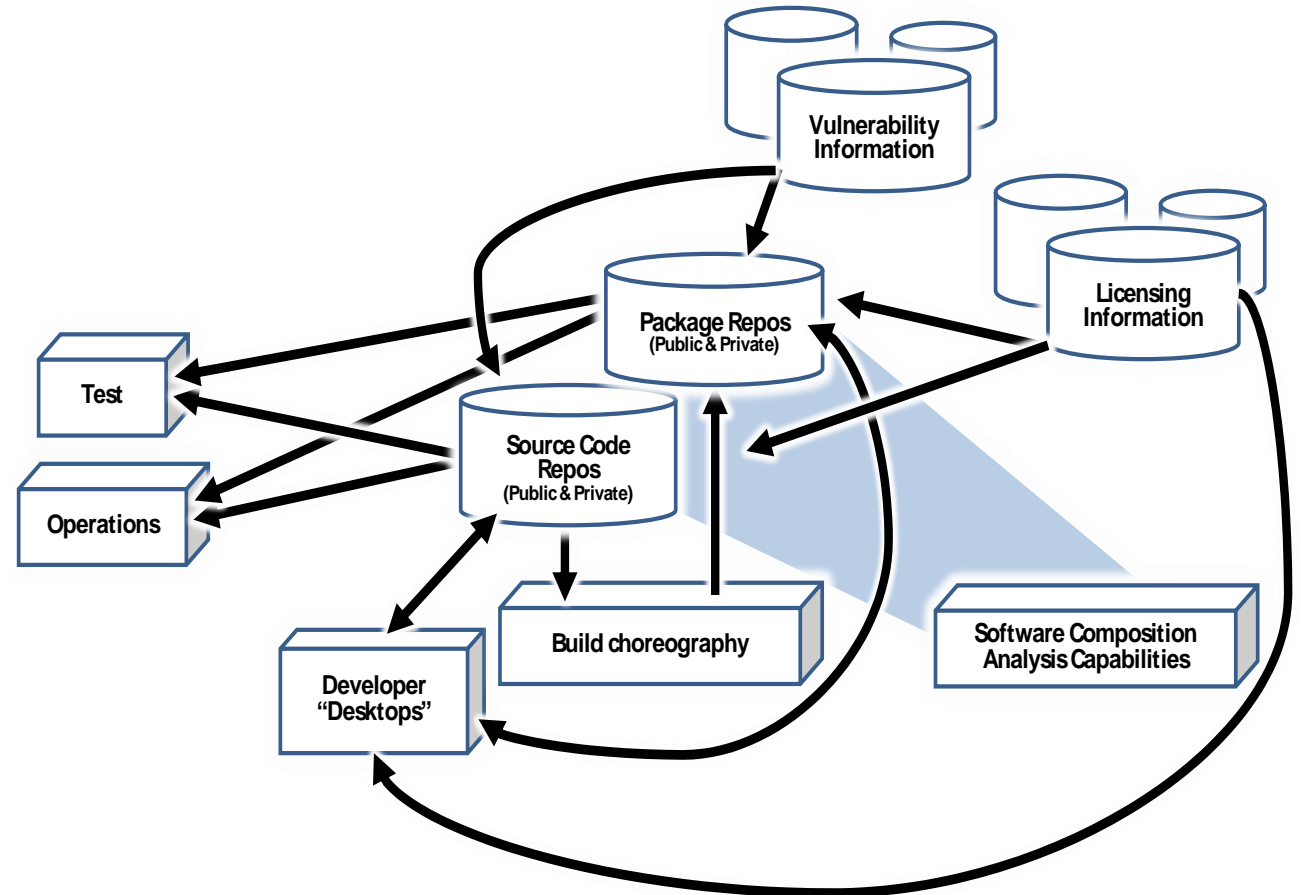 Vulnerability
Information
Licensing
Information
Package Repos
(Public & Private)
Test
Source Code
Repos
(Public & Private)
Operations
Build choreography
Software Composition
Analysis Capabilities
Developer
“Desktops”